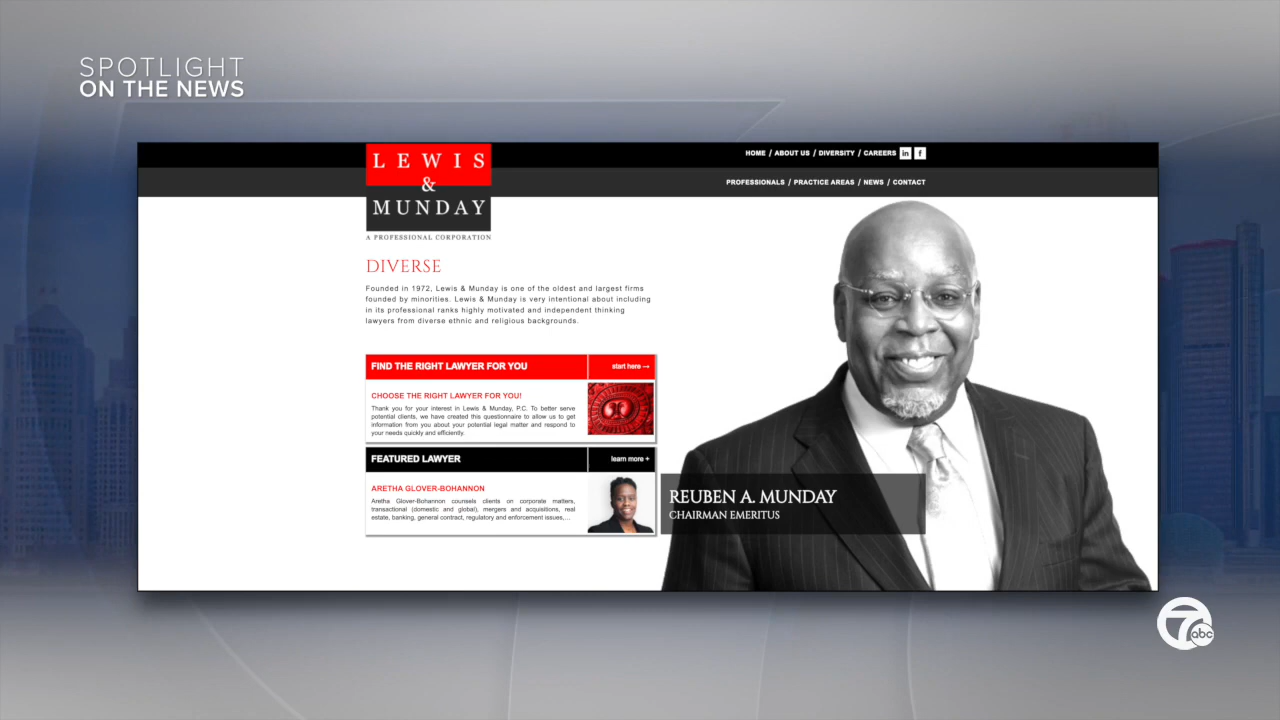 SPOTLIGHT
ON THE NEWS
LEWIS
&
MUNDAY
A PROFESSIONAL CORPORATION
HOME / ABOUT US / DIVERSITY / CAREERS in f
PROFESSIONALS / PRACTICE AREAS / NEWS / CONTACT
DIVERSE
Founded in 1972, Lewis & Munday is one of the oldest and largest firms
founded by minorities. Lewis & Munday is very intentional about including
in its professional ranks highly motivated and independent thinking
lawyers from diverse ethnic and religious backgrounds.
FIND THE RIGHT LAWYER FOR YOU
start here →
CHOOSE THE RIGHT LAWYER FOR YOU!
Thank you for your interest in Lewis & Munday, P.C. To better serve
potential clients, we have created this questionnaire to allow us to get
information from you about your potential legal matter and respond to
your needs quickly and efficiently.
FEATURED LAWYER
learn more +
ARETHA GLOVER-BOHANNON
Aretha Glover-Bohannon counsels clients on corporate matters,
transactional (domestic and global), mergers and acquisitions, real
estate, banking, general contract, regulatory and enforcement issues,...
REUBEN A. MUNDAY
CHAIRMAN EMERITUS
7
abc